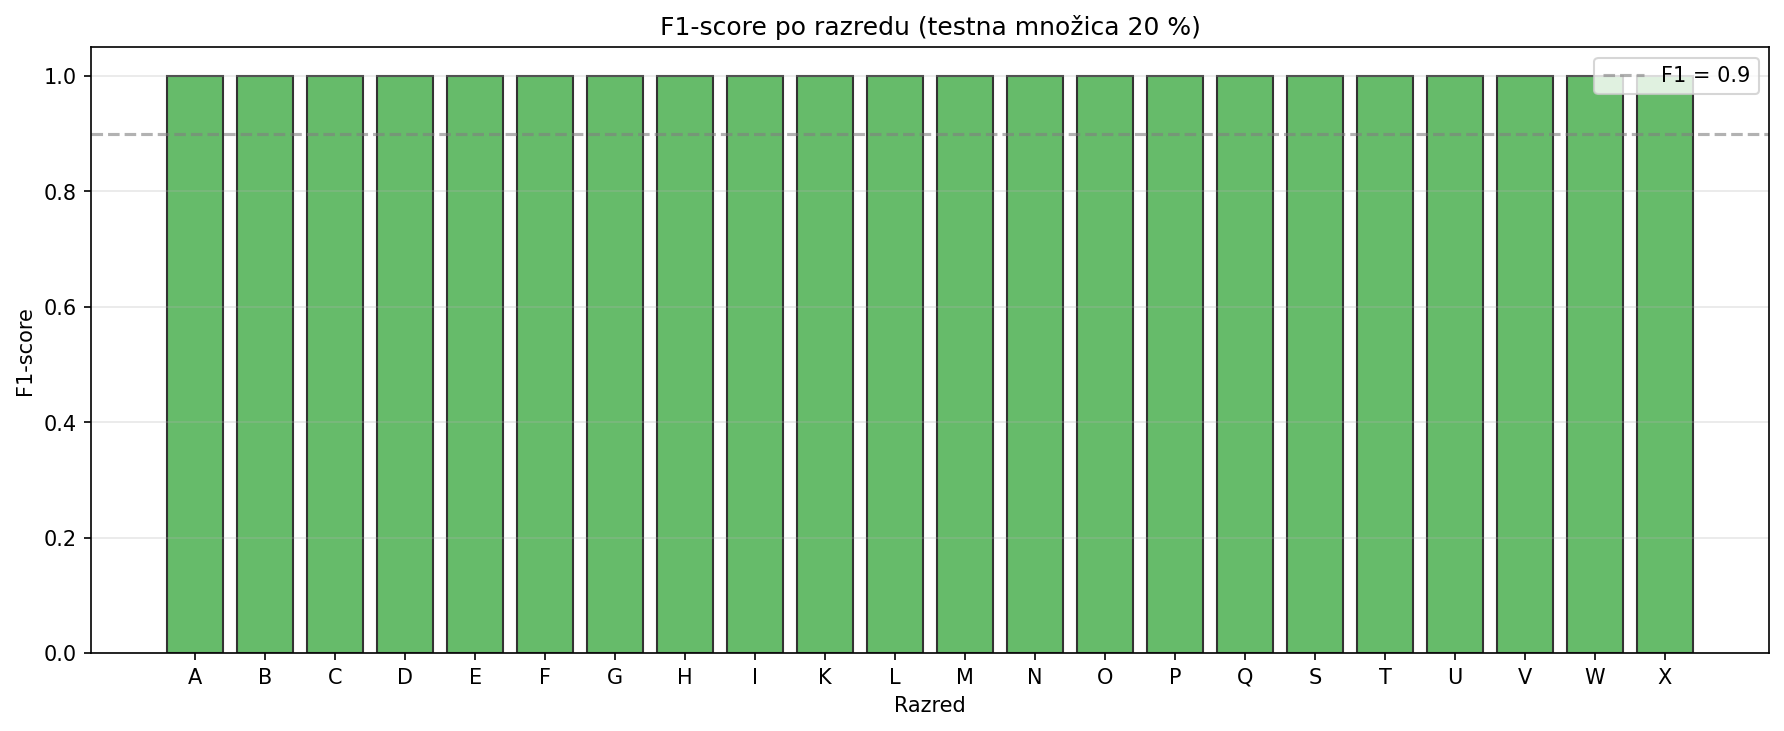 F1-score po razredu (testna množica 20 %)
F1 = 0.9
1.0
0.8
0.6
0.4
0.2
0.0
F1-score
A B C D E F G H I K L M N O P Q S T U V W X
Razred